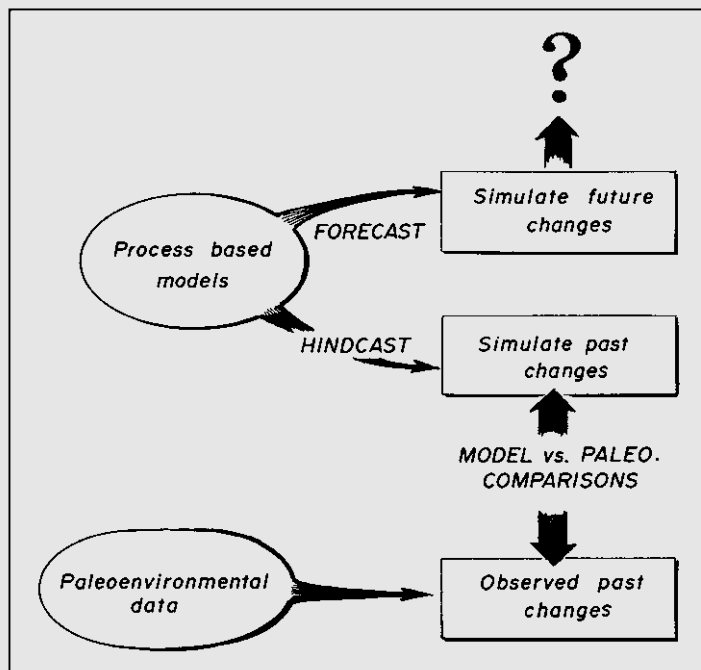 ?
Simulate future
changes
FORECAST
Process based
models
HINDCAST
Simulate past
changes
MODEL vs. PALEO.
COMPARISONS
Paleoenvironmental
data
Observed past
changes